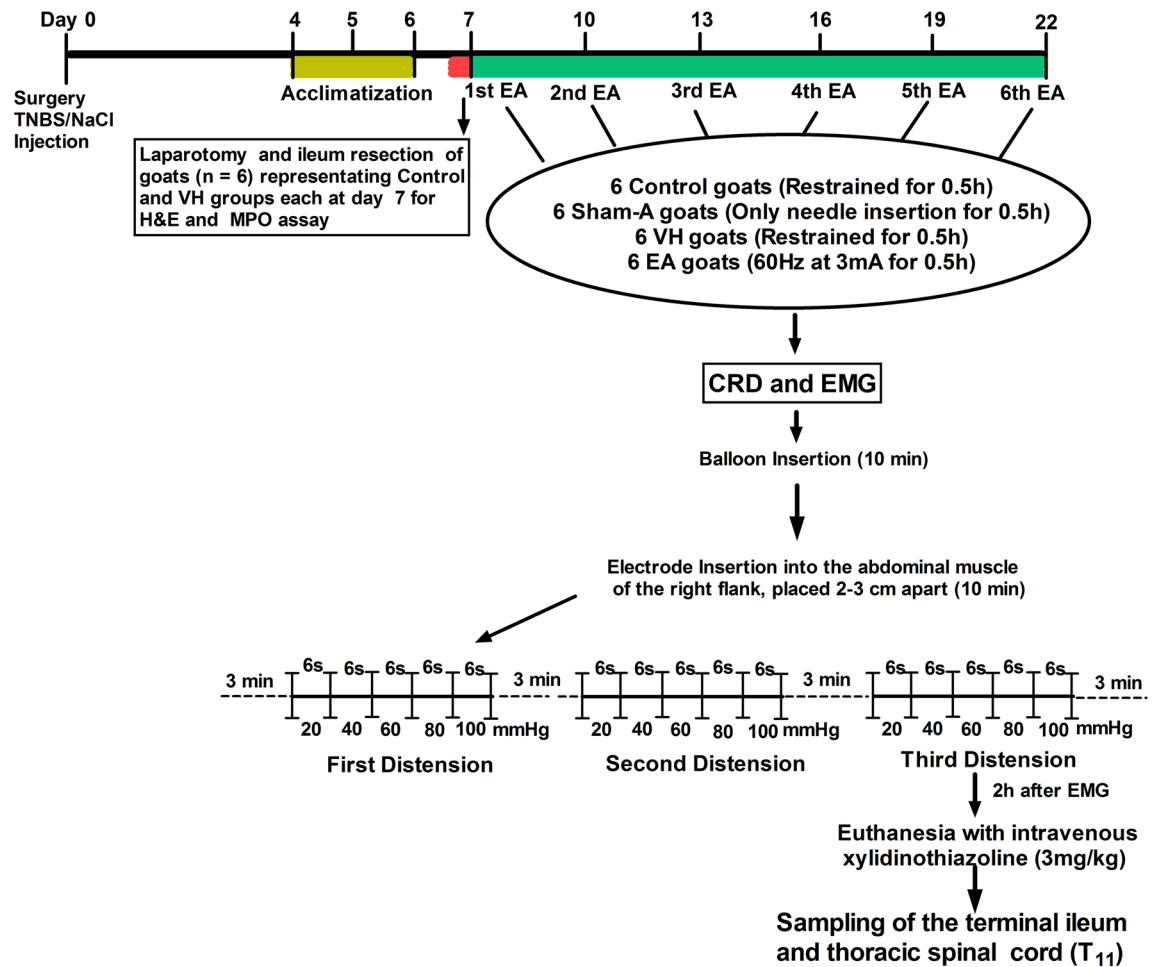 Day 0 4 5 6 7 10 13 16 19 22
Surgery
TNBS/NaCl
Injection
Acclimatization
1st EA 2nd EA 3rd EA 4th EA 5th EA 6th EA
Laparotomy and ileum resection of
goats (n = 6) representating Control
and VH groups each at day 7 for
H&E and MPO assay
6 Control goats (Restrained for 0.5h)
6 Sham-A goats (Only needle insertion for 0.5h)
6 VH goats (Restrained for 0.5h)
6 EA goats (60Hz at 3mA for 0.5h)
CRD and EMG
Balloon Insertion (10 min)
Electrode Insertion into the abdominal muscle
of the right flank, placed 2-3 cm apart (10 min)
3 min 6s 6s 6s 6s 6s 3 min 6s 6s 6s 6s 6s 3 min 6s 6s 6s 6s 6s 3 min
20 40 60 80 100 mmHg 20 40 60 80 100 mmHg 20 40 60 80 100 mmHg
First Distension Second Distension Third Distension
2h after EMG
Euthanesia with intravenous
xylidinothiazoline (3mg/kg)
Sampling of the terminal ileum
and thoracic spinal cord (T11)